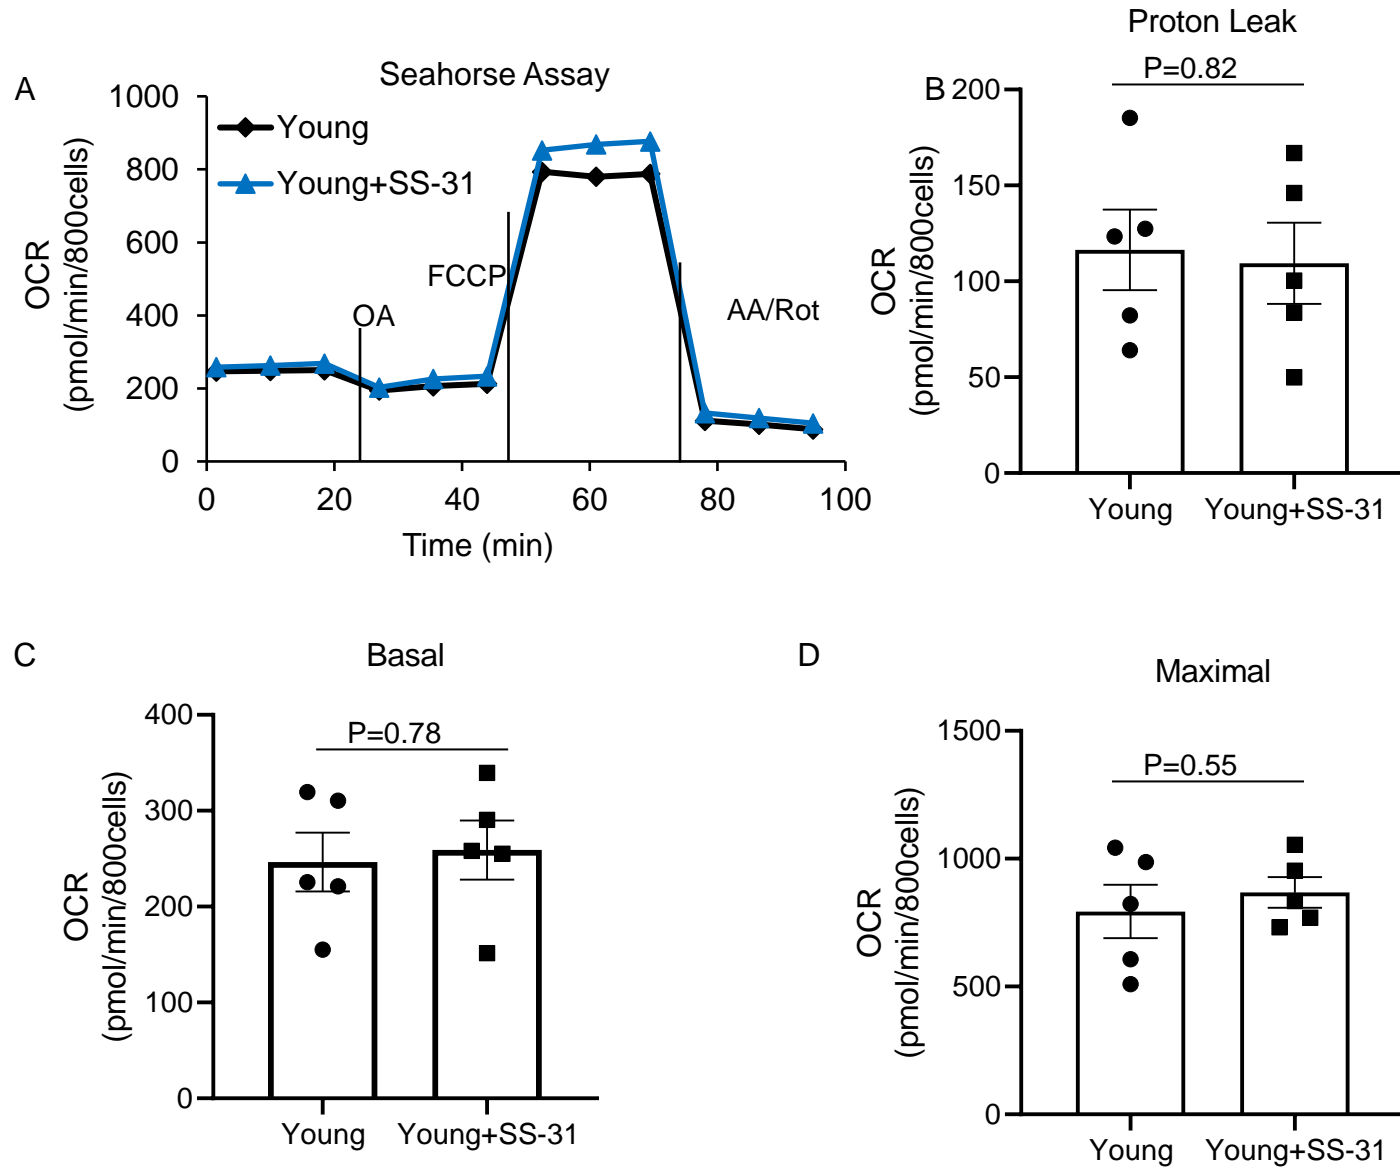 A
Seahorse Assay
1000
800
600
400
200
0
OCR
(pmol/min/800cells)
Young
Young+SS-31
OA
FCCP
AA/Rot
0 20 40 60 80 100
Time (min)
B
Proton Leak
P=0.82
200
150
100
50
0
OCR
(pmol/min/800cells)
Young Young+SS-31
C
Basal
P=0.78
400
300
200
100
0
OCR
(pmol/min/800cells)
Young Young+SS-31
D
Maximal
P=0.55
1500
1000
500
0
OCR
(pmol/min/800cells)
Young Young+SS-31